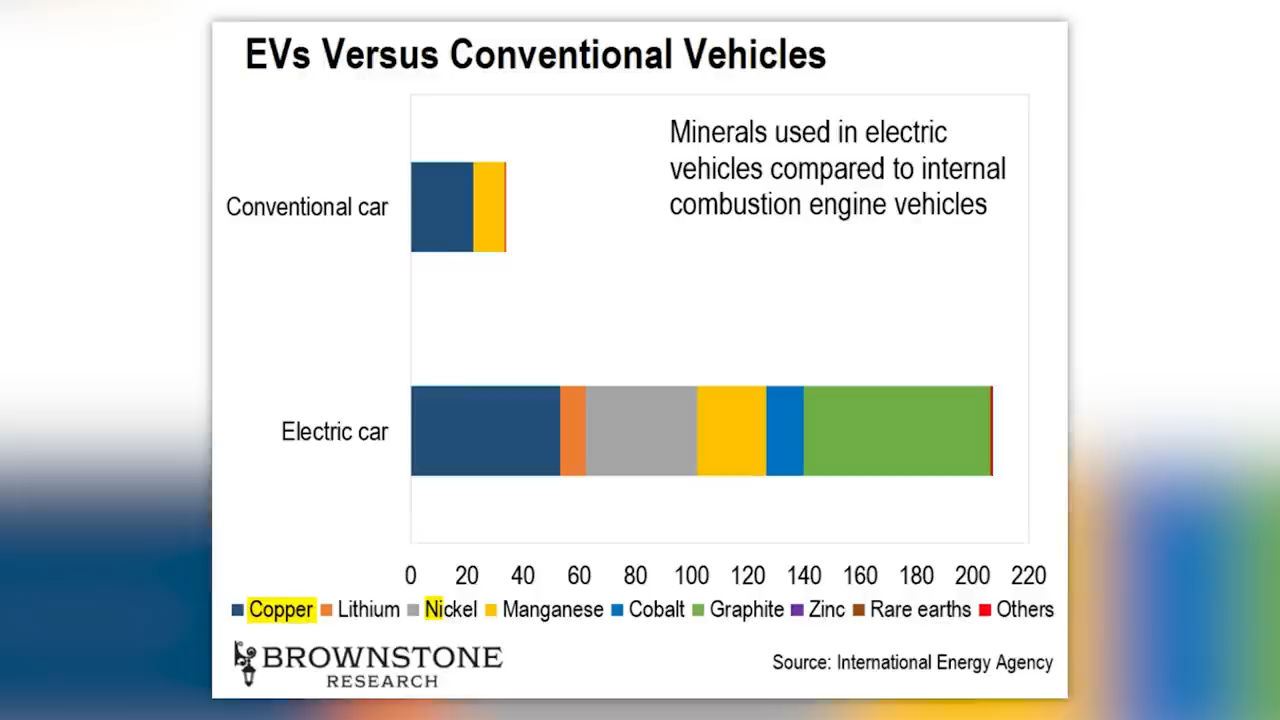 EVs Versus Conventional Vehicles
Minerals used in electric
vehicles compared to internal
combustion engine vehicles
Conventional car
Electric car
0 20 40 60 80 100 120 140 160 180 200 220
Copper Lithium Nickel Manganese Cobalt Graphite Zinc Rare earths Others
BROWNSTONE
RESEARCH
Source: International Energy Agency